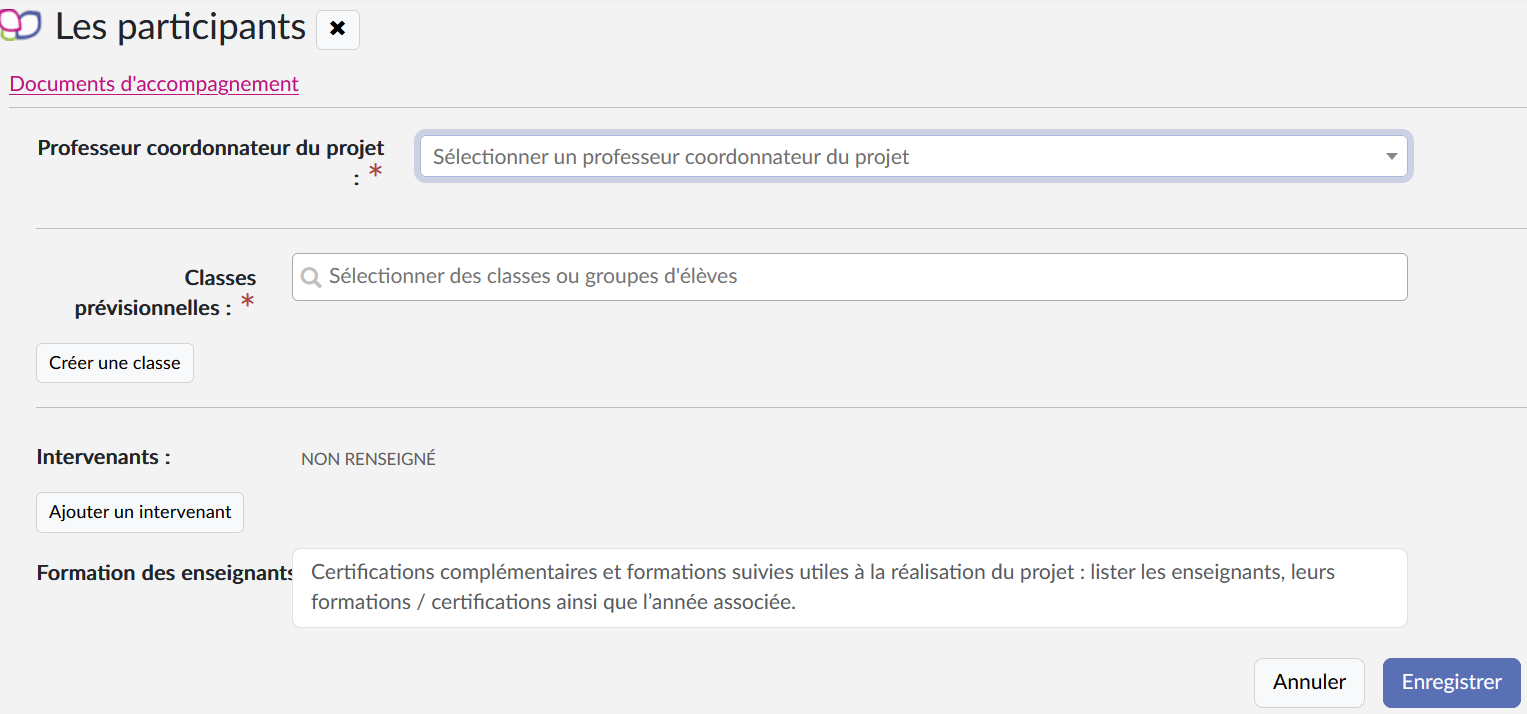 Les participants ✖
Documents d'accompagnement
Professeur coordonnateur du projet
: *
Sélectionner un professeur coordonnateur du projet
Classes
prévisionnelles : *
Sélectionner des classes ou groupes d'élèves
Créer une classe
Intervenants :
NON RENSEIGNÉ
Ajouter un intervenant
Formation des enseignants
Certifications complémentaires et formations suivies utiles à la réalisation du projet : lister les enseignants, leurs
formations / certifications ainsi que l’année associée.
Annuler
Enregistrer